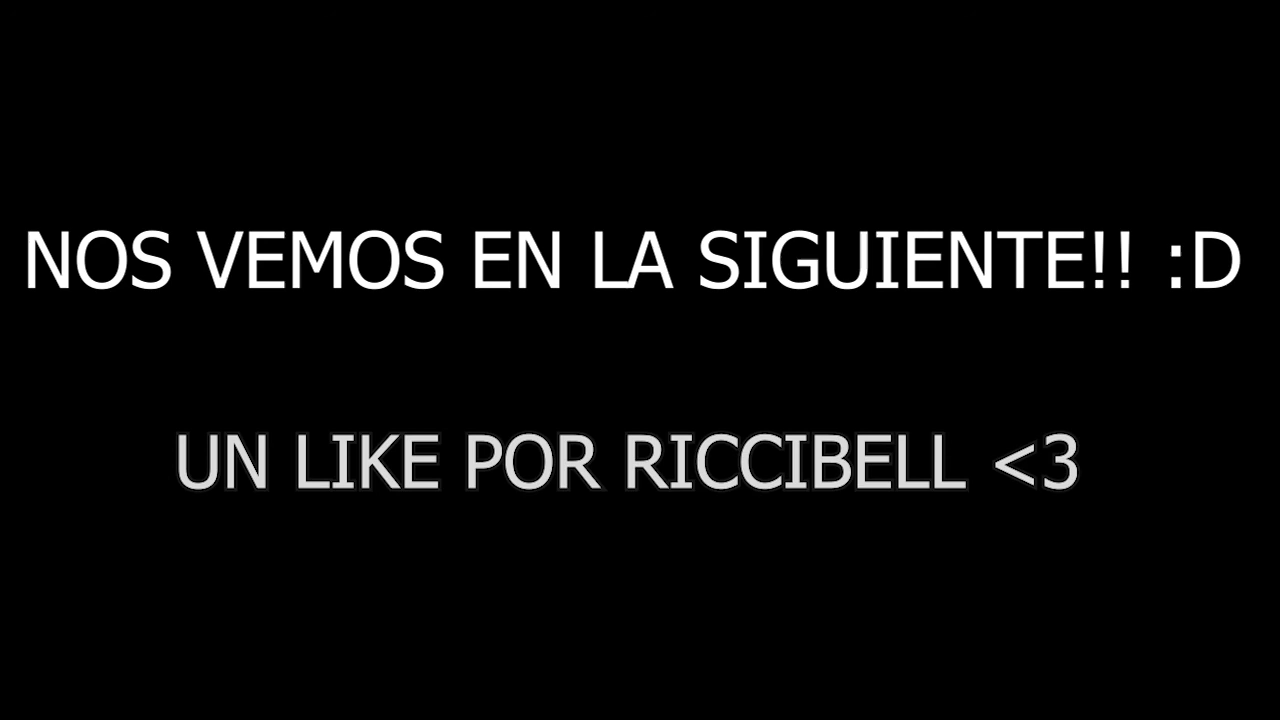 NOS VEMOS EN LA SIGUIENTE!! :D
UN LIKE POR RICCIBELL <3